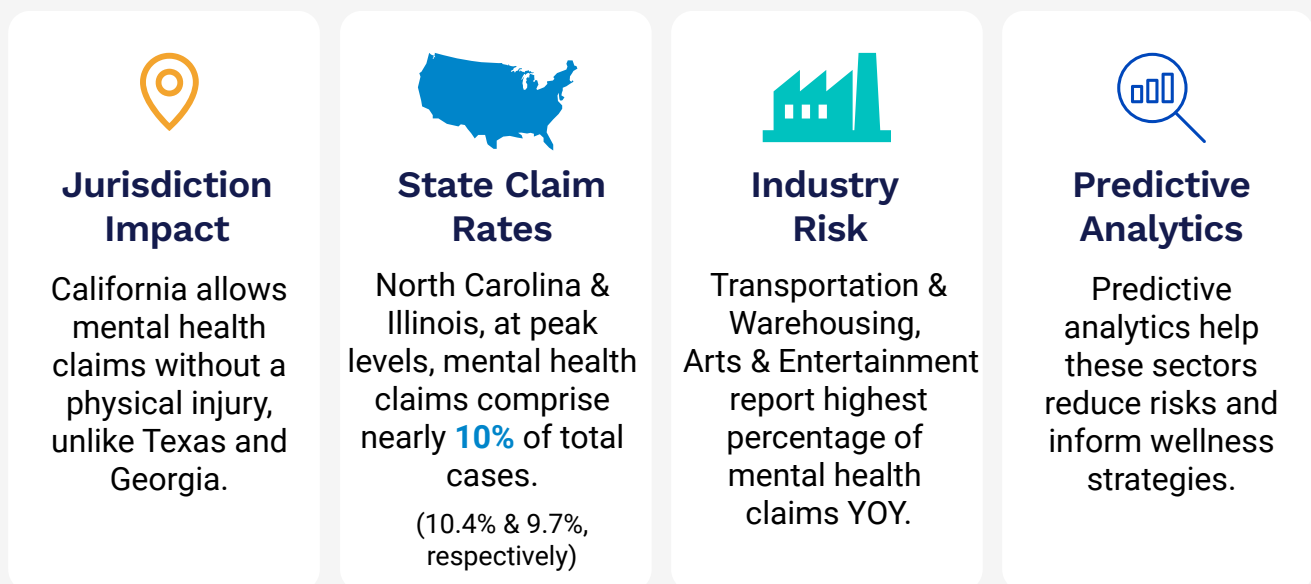 Jurisdiction
Impact
California allows
mental health
claims without a
physical injury,
unlike Texas and
Georgia.
State Claim
Rates
North Carolina &
Illinois, at peak
levels, mental health
claims comprise
nearly 10% of total
cases.
(10.4% & 9.7%,
respectively)
Industry
Risk
Transportation &
Warehousing,
Arts & Entertainment
report highest
percentage of
mental health
claims YOY.
Predictive
Analytics
Predictive
analytics help
these sectors
reduce risks and
inform wellness
strategies.